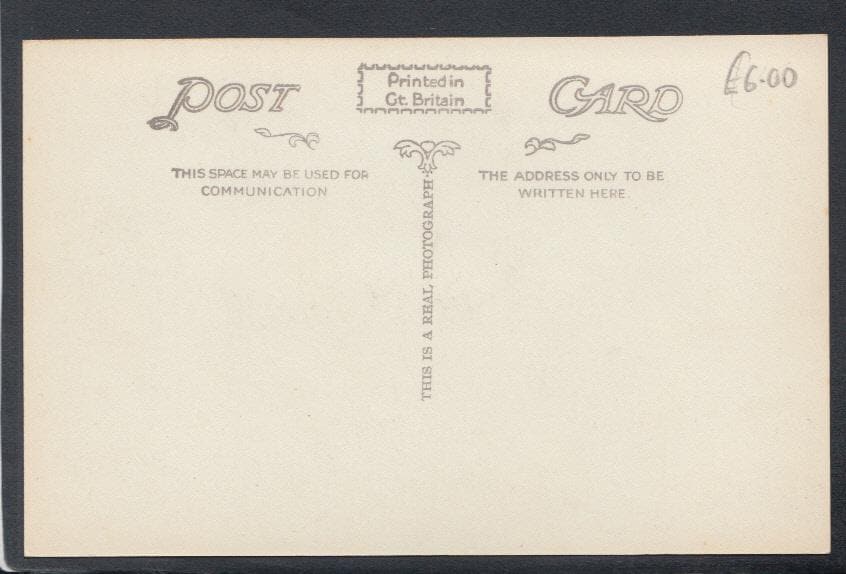 POST
Printed in
Gt. Britain
CARD
£6.00
THIS SPACE MAY BE USED FOR
COMMUNICATION
THE ADDRESS ONLY TO BE
WRITTEN HERE.
THIS IS A REAL PHOTOGRAPH.